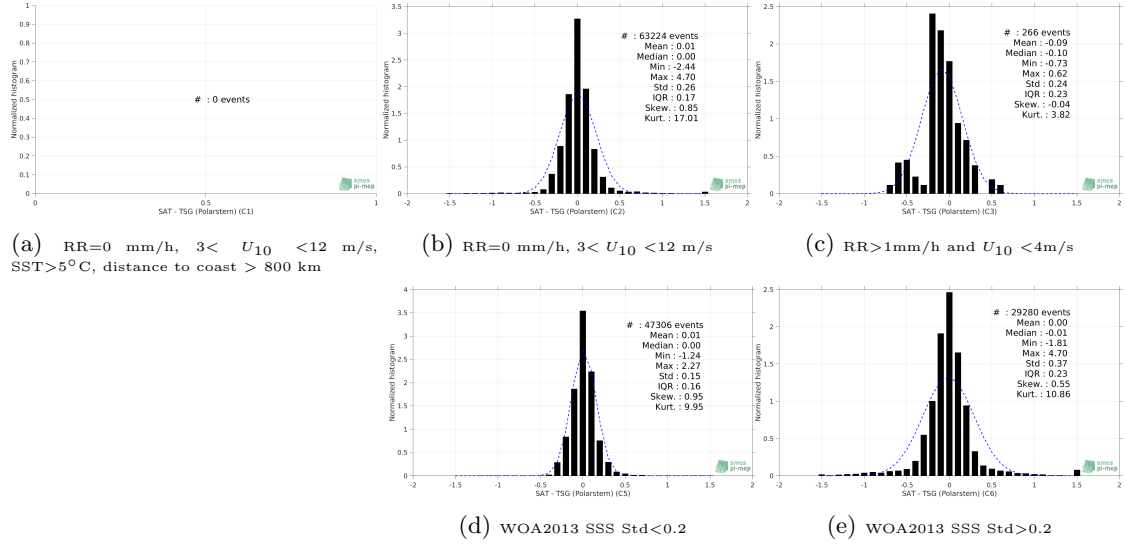 1
0.9
0.8
0.7
0.6
0.5
0.4
0.3
0.2
0.1
0
Normalized histogram
# : 0 events
0 0.5 1
SAT - TSG (Polarstern) (C1)
smos
pi-mep
(a) RR=0 mm/h, 3< U10 <12 m/s,
SST>5°C, distance to coast > 800 km
3.5
3
2.5
2
1.5
1
0.5
0
Normalized histogram
# : 63224 events
Mean : 0.01
Median : 0.00
Min : -2.44
Max : 4.70
Std : 0.26
IQR : 0.17
Skew. : 0.85
Kurt. : 17.01
-2 -1.5 -1 -0.5 0 0.5 1 1.5 2
SAT - TSG (Polarstern) (C2)
smos
pi-mep
(b) RR=0 mm/h, 3< U10 <12 m/s
2.5
2
1.5
1
0.5
0
Normalized histogram
# : 266 events
Mean : -0.09
Median : -0.10
Min : -0.73
Max : 0.62
Std : 0.24
IQR : 0.23
Skew. : -0.04
Kurt. : 3.82
-2 -1.5 -1 -0.5 0 0.5 1 1.5 2
SAT - TSG (Polarstern) (C3)
smos
pi-mep
(c) RR>1mm/h and U10 <4m/s
4
3.5
3
2.5
2
1.5
1
0.5
0
Normalized histogram
# : 47306 events
Mean : 0.01
Median : 0.00
Min : -1.24
Max : 2.27
Std : 0.15
IQR : 0.16
Skew. : 0.95
Kurt. : 9.95
-2 -1.5 -1 -0.5 0 0.5 1 1.5 2
SAT - TSG (Polarstern) (C5)
smos
pi-mep
(d) WOA2013 SSS Std<0.2
2.5
2
1.5
1
0.5
0
Normalized histogram
# : 29280 events
Mean : 0.00
Median : -0.01
Min : -1.81
Max : 4.70
Std : 0.37
IQR : 0.23
Skew. : 0.55
Kurt. : 10.86
-2 -1.5 -1 -0.5 0 0.5 1 1.5 2
SAT - TSG (Polarstern) (C6)
smos
pi-mep
(e) WOA2013 SSS Std>0.2